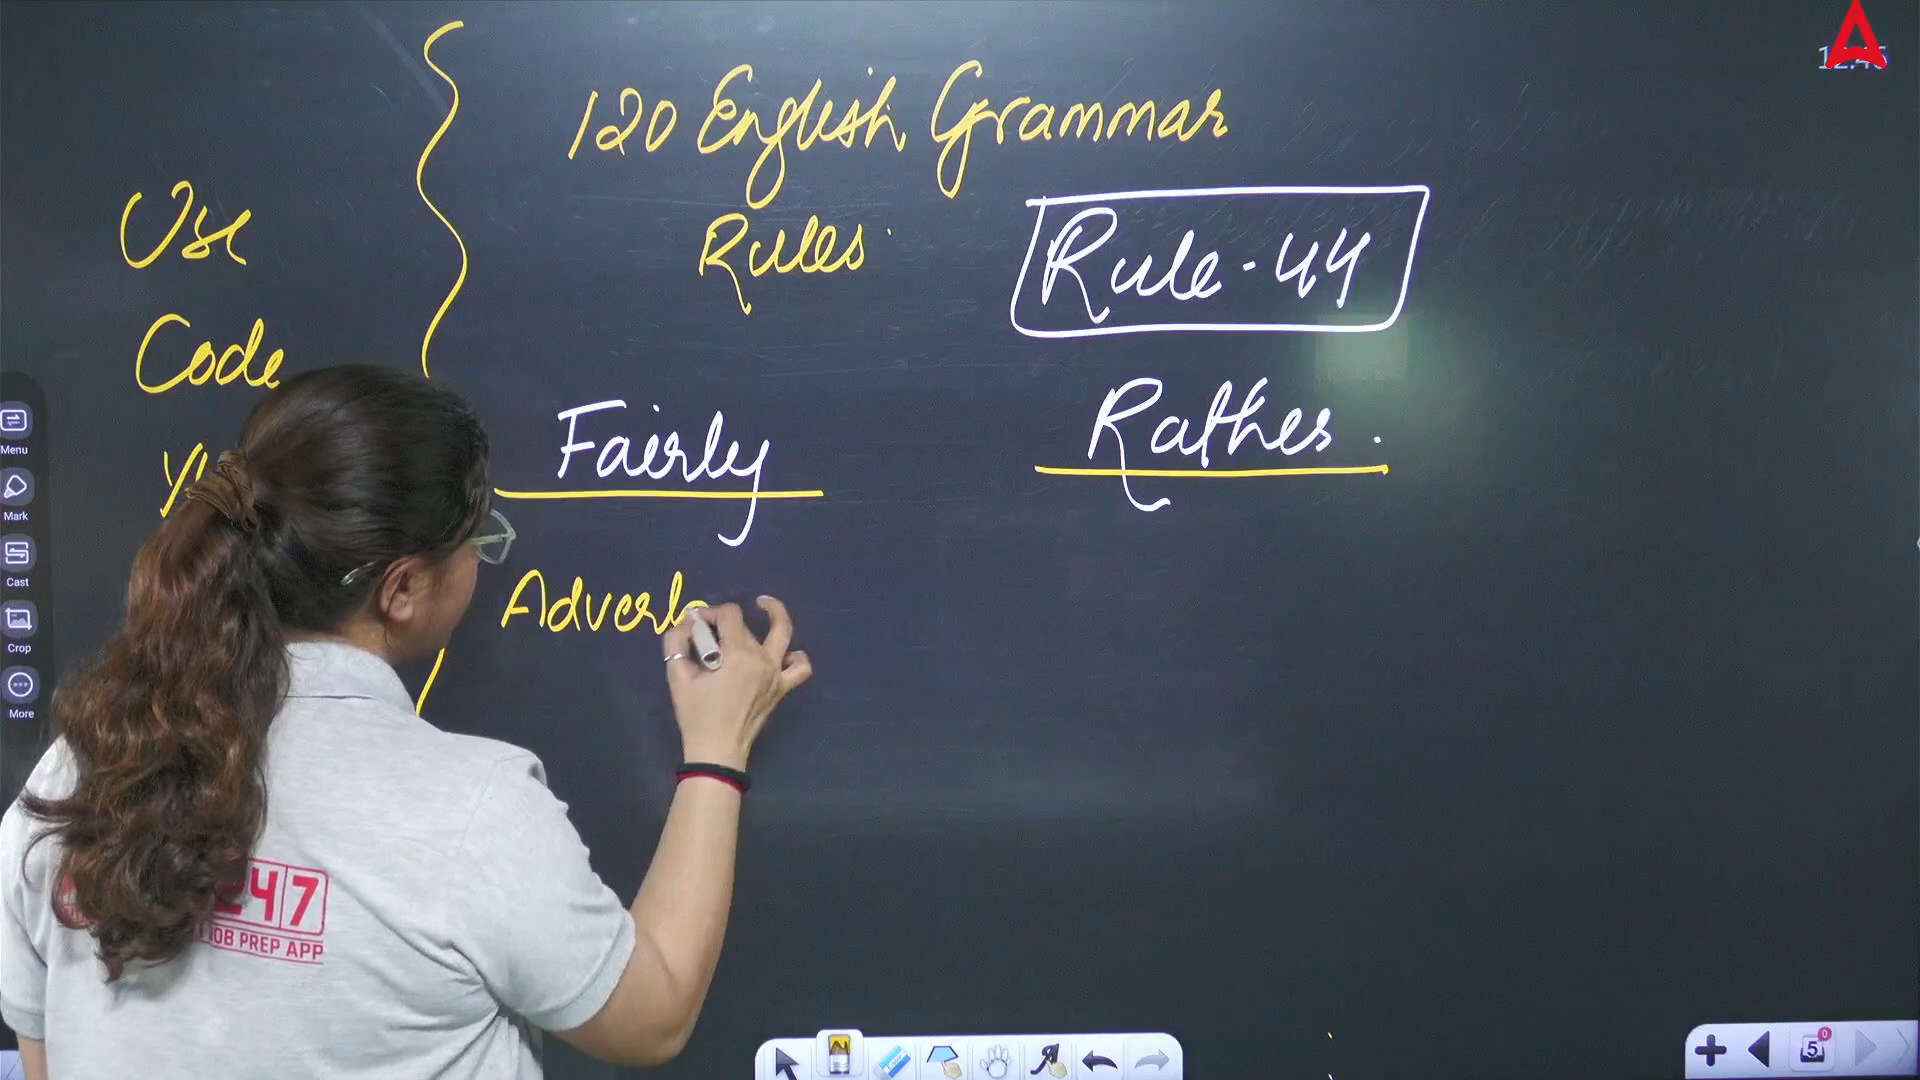 120 English Grammar
Rules.
Rule-44
Use
Code
Fairly
Rather.
Adverb
247
JOB PREP APP
Menu
Mark
Cast
Crop
More
5
0